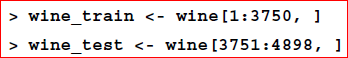 > wine_train <- wine[1:3750, ]
> wine_test <- wine[3751:4898, ]